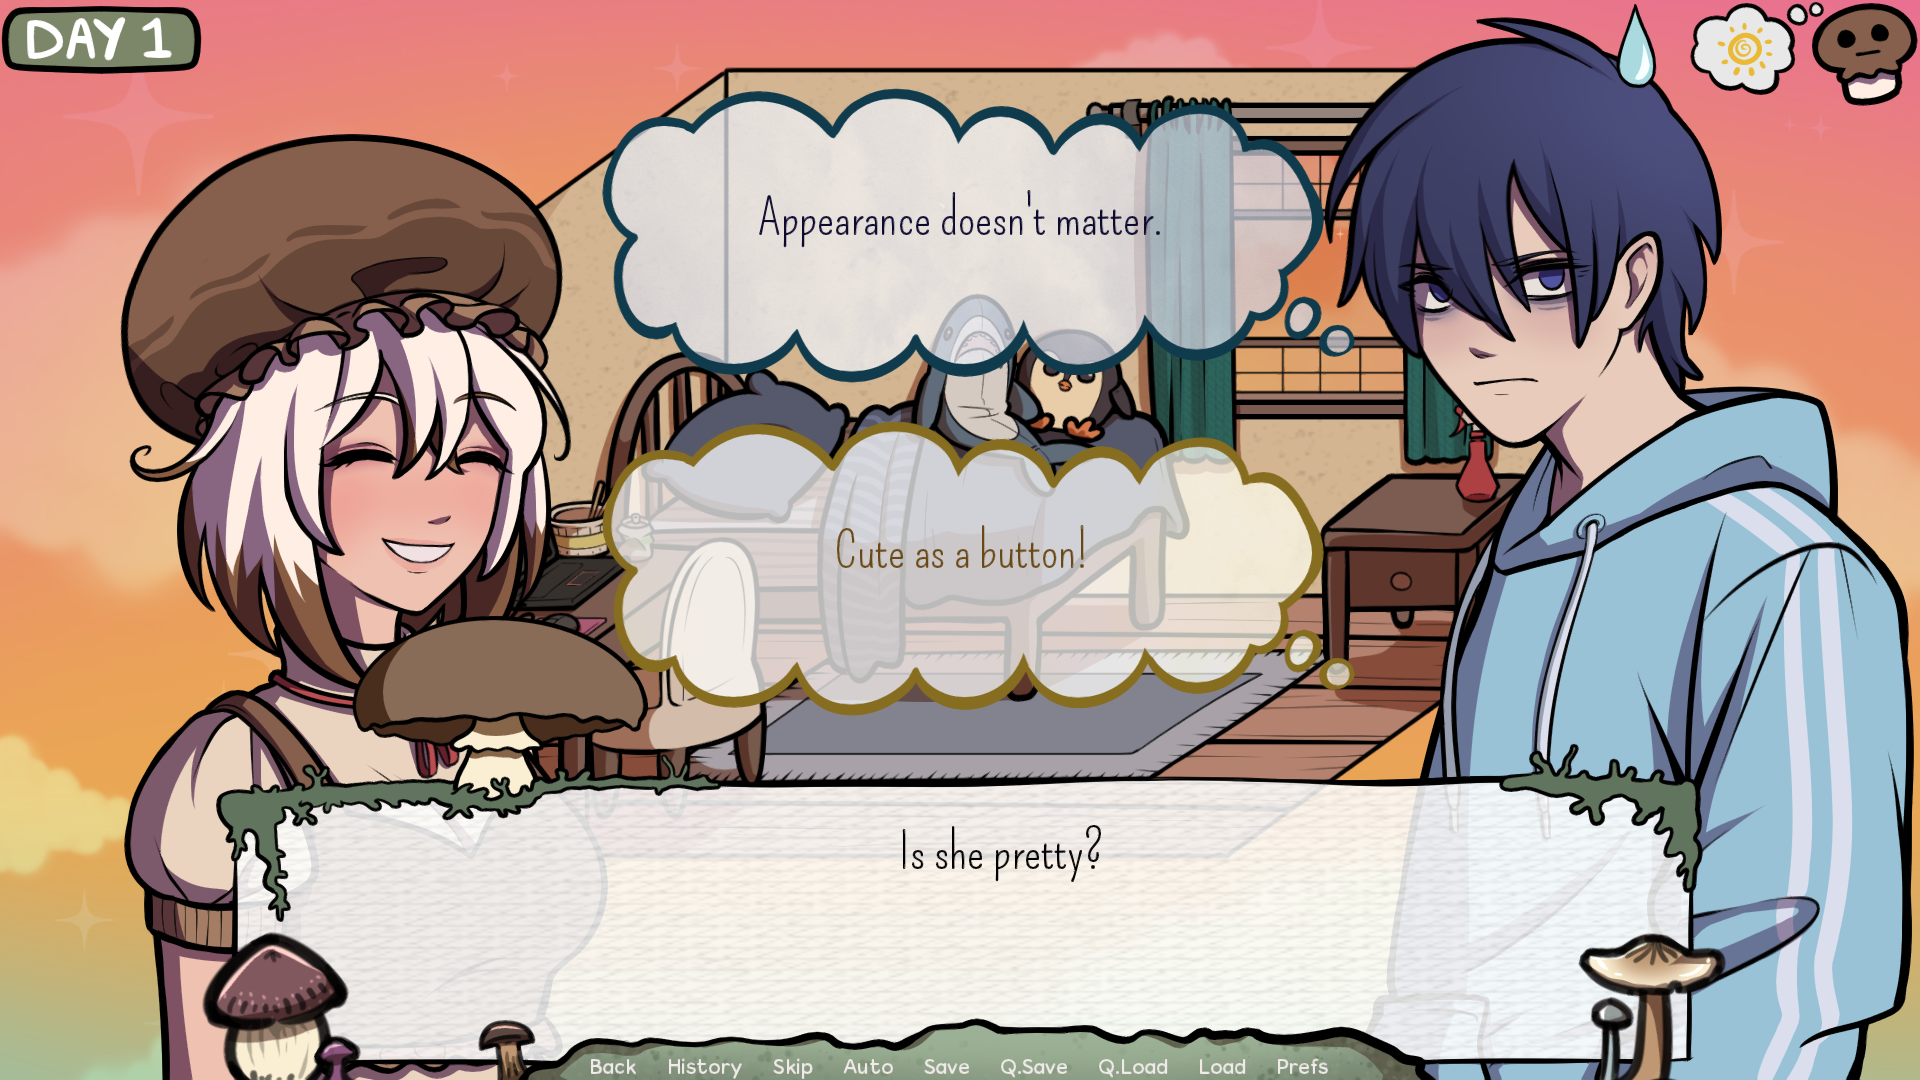 DAY 1
Appearance doesn't matter.
Cute as a button!
Is she pretty?
Back History Skip Auto Save Q.Save Q.Load Load Prefs